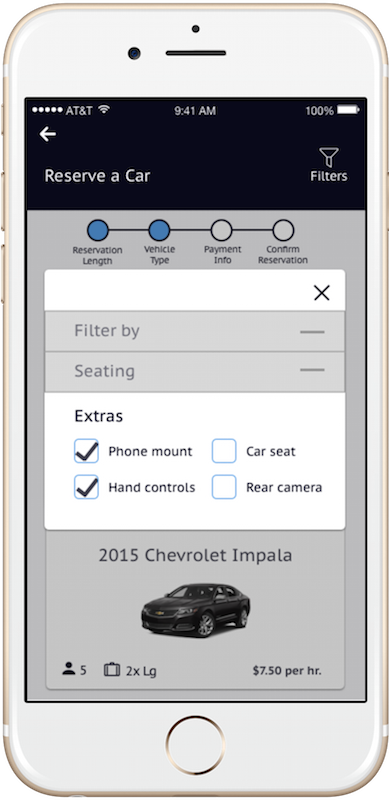 AT&T 9:41 AM 100%
Reserve a Car
Filters
Reservation Length
Vehicle Type
Payment Info
Confirm Reservation
Filter by
Seating
Extras
Phone mount
Car seat
Hand controls
Rear camera
2015 Chevrolet Impala
5 2x Lg $7.50 per hr.